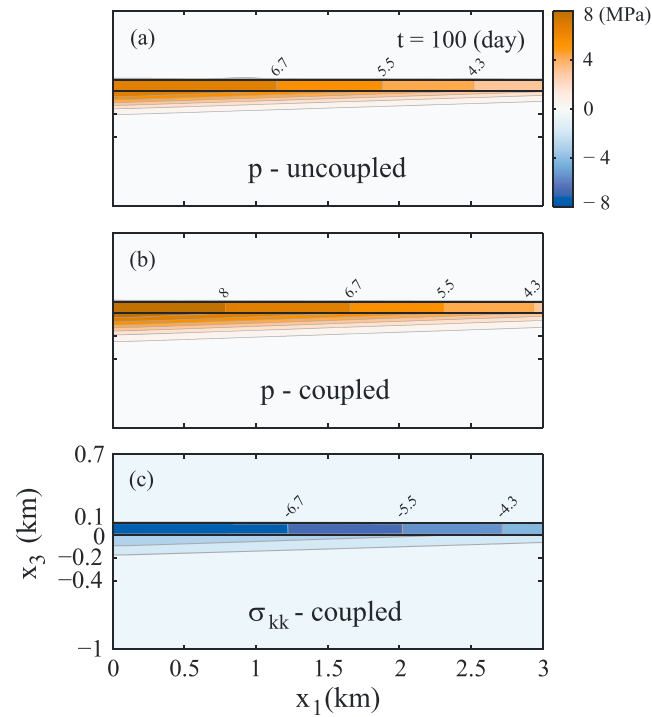 (a)
t = 100 (day)
6.7
5.5
4.3
p - uncoupled
8 (MPa)
4
0
− 4
− 8
(b)
8
6.7
5.5
4.3
p - coupled
(c)
-6.7
-5.5
-4.3
σkk - coupled
0.7
0.1
0
−0.2
−0.4
−1
x3 (km)
0
0.5
1
1.5
2
2.5
3
x1(km)